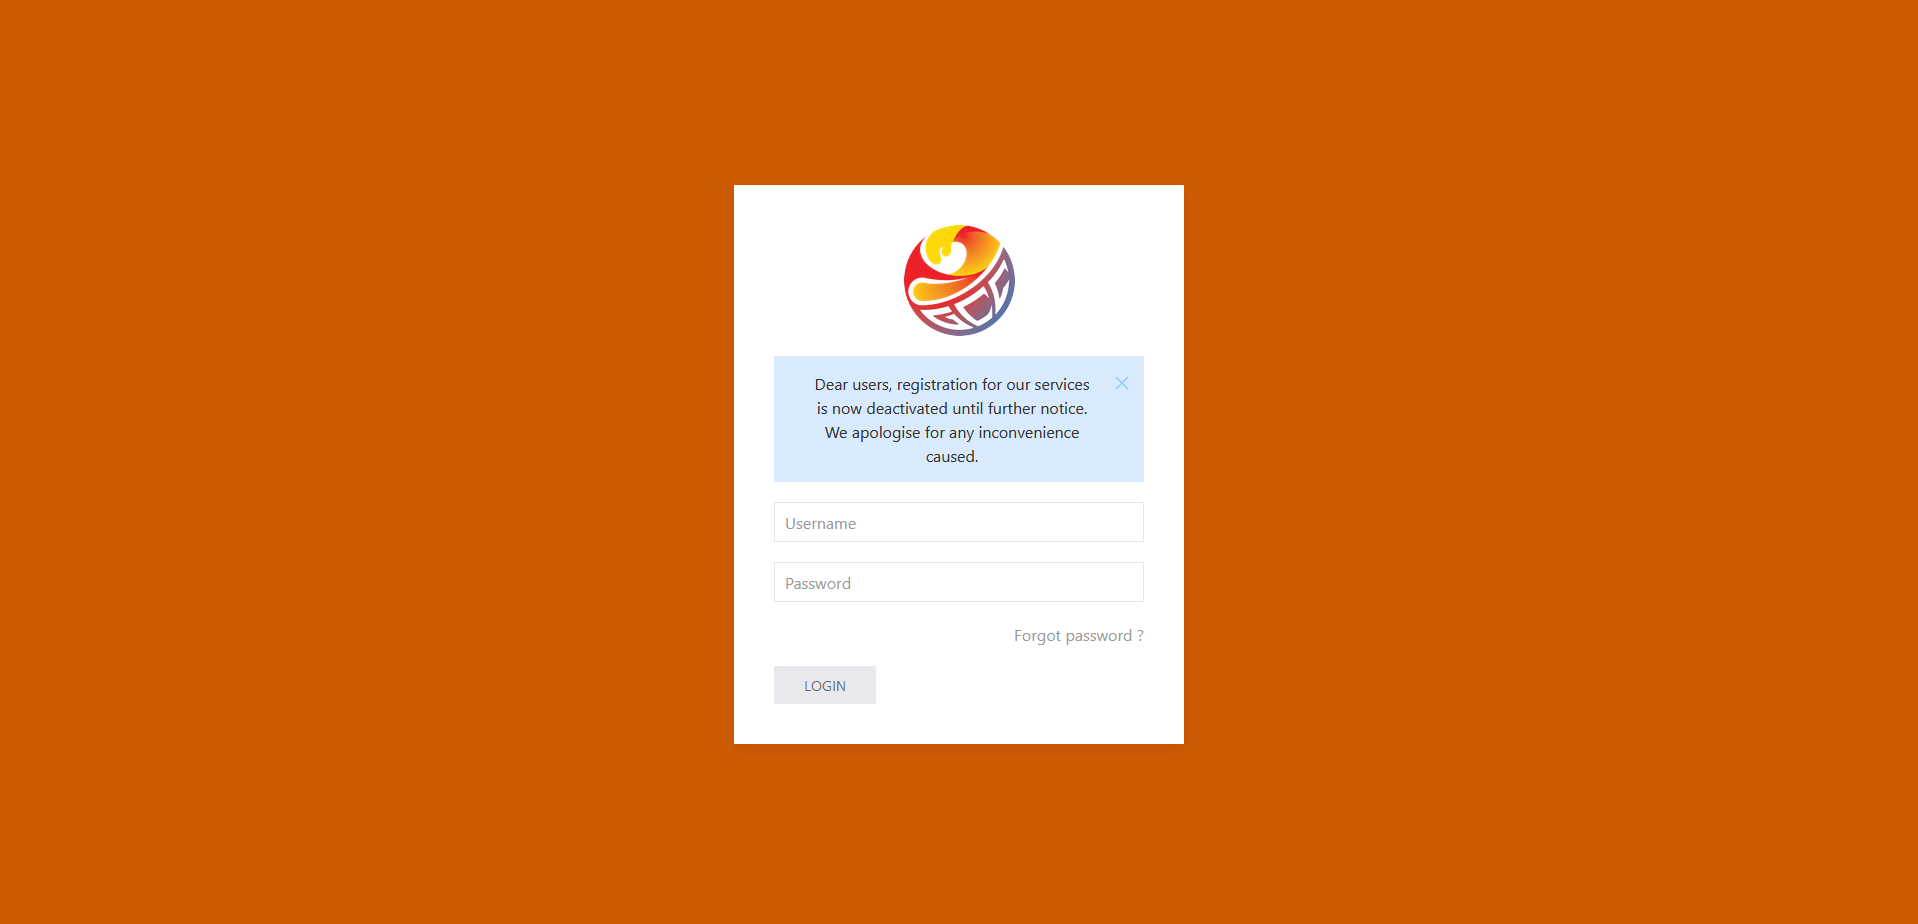 Dear users, registration for our services
is now deactivated until further notice.
We apologise for any inconvenience
caused.
Username
Password
Forgot password ?
LOGIN